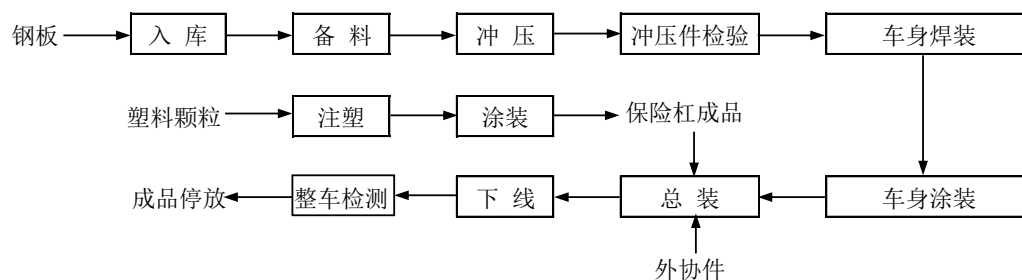 钢板
入库
备料
冲压
冲压件检验
车身焊装
塑料颗粒
注塑
涂装
保险杠成品
成品停放
整车检测
下线
总装
车身涂装
外协件